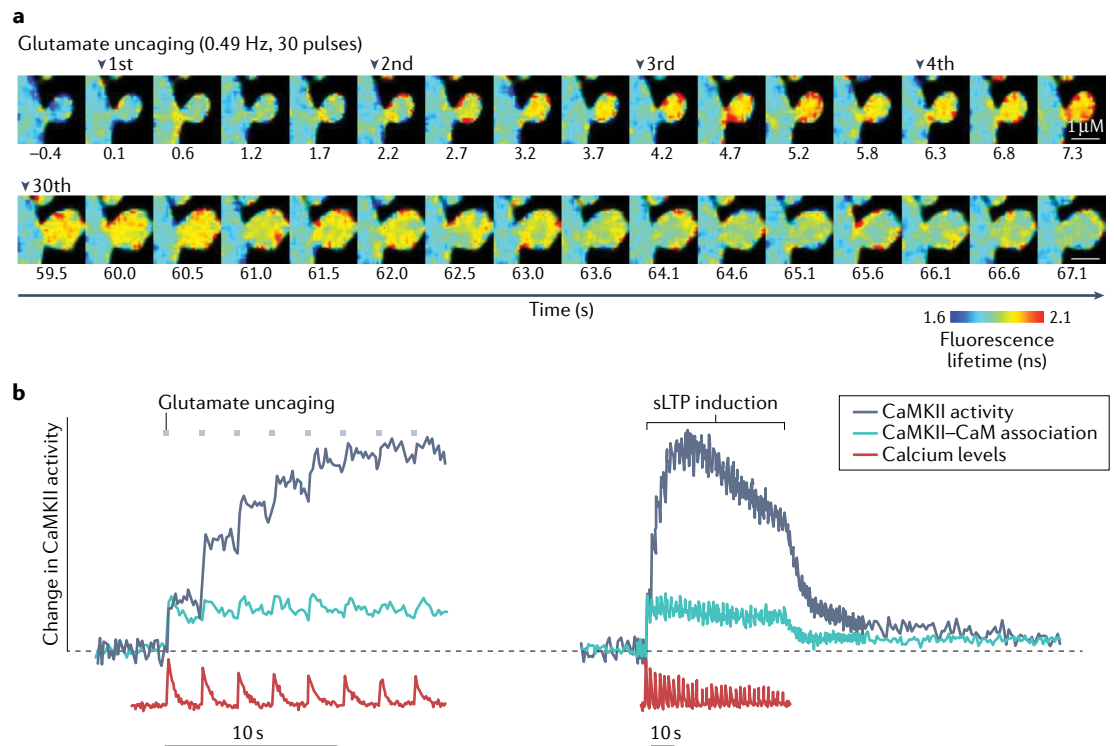 a
Glutamate uncaging (0.49 Hz, 30 pulses)
1st 2nd 3rd 4th
1 μM
–0.4 0.1 0.6 1.2 1.7 2.2 2.7 3.2 3.7 4.2 4.7 5.2 5.8 6.3 6.8 7.3
30th
59.5 60.0 60.5 61.0 61.5 62.0 62.5 63.0 63.6 64.1 64.6 65.1 65.6 66.1 66.6 67.1
Time (s)
1.6 2.1
Fluorescence
lifetime (ns)
b
Glutamate uncaging
sLTP induction
CaMKII activity
CaMKII–CaM association
Calcium levels
Change in CaMKII activity
10 s 10 s